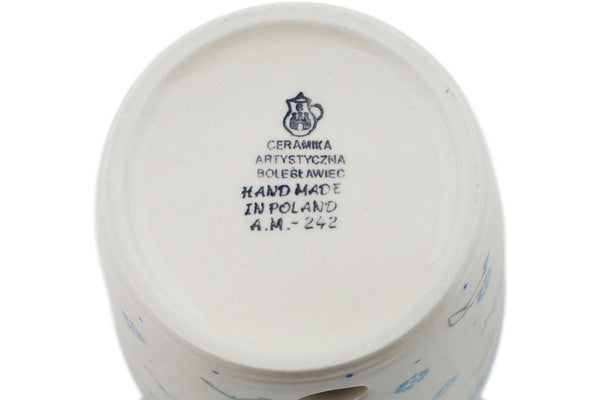 CERAMIKA
ARTYSTYCZNA
BOLESŁAWIEC
HAND MADE
IN POLAND
A.M.~242